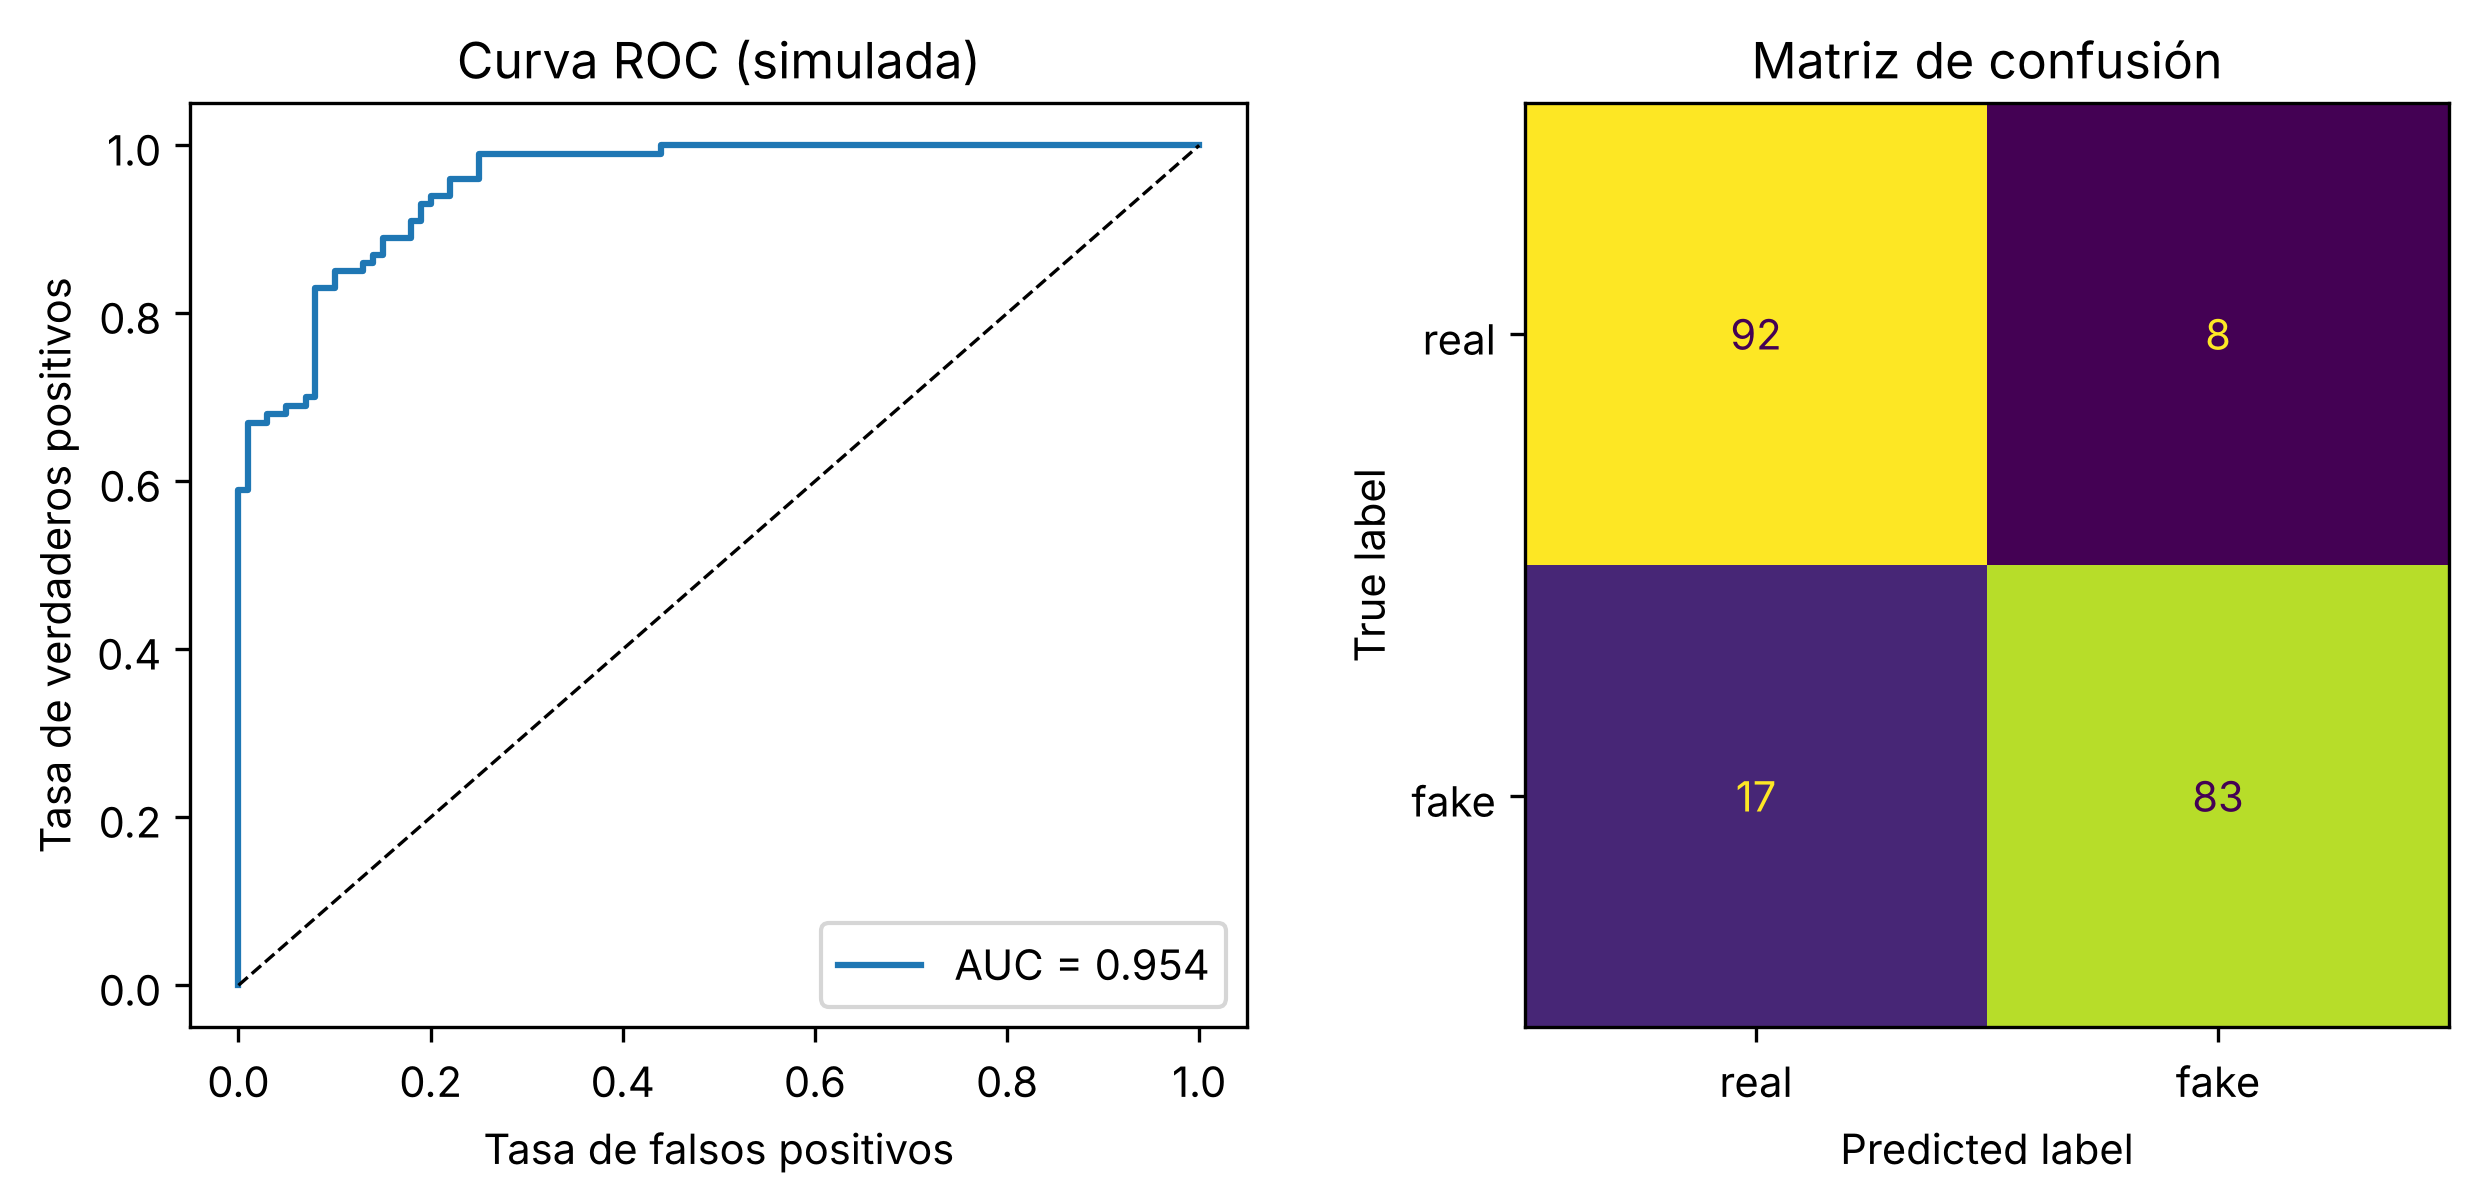 Curva ROC (simulada)
Tasa de verdaderos positivos
1.0
0.8
0.6
0.4
0.2
0.0
AUC = 0.954
0.0 0.2 0.4 0.6 0.8 1.0
Tasa de falsos positivos
Matriz de confusión
True label
real
fake
92 8
17 83
real fake
Predicted label